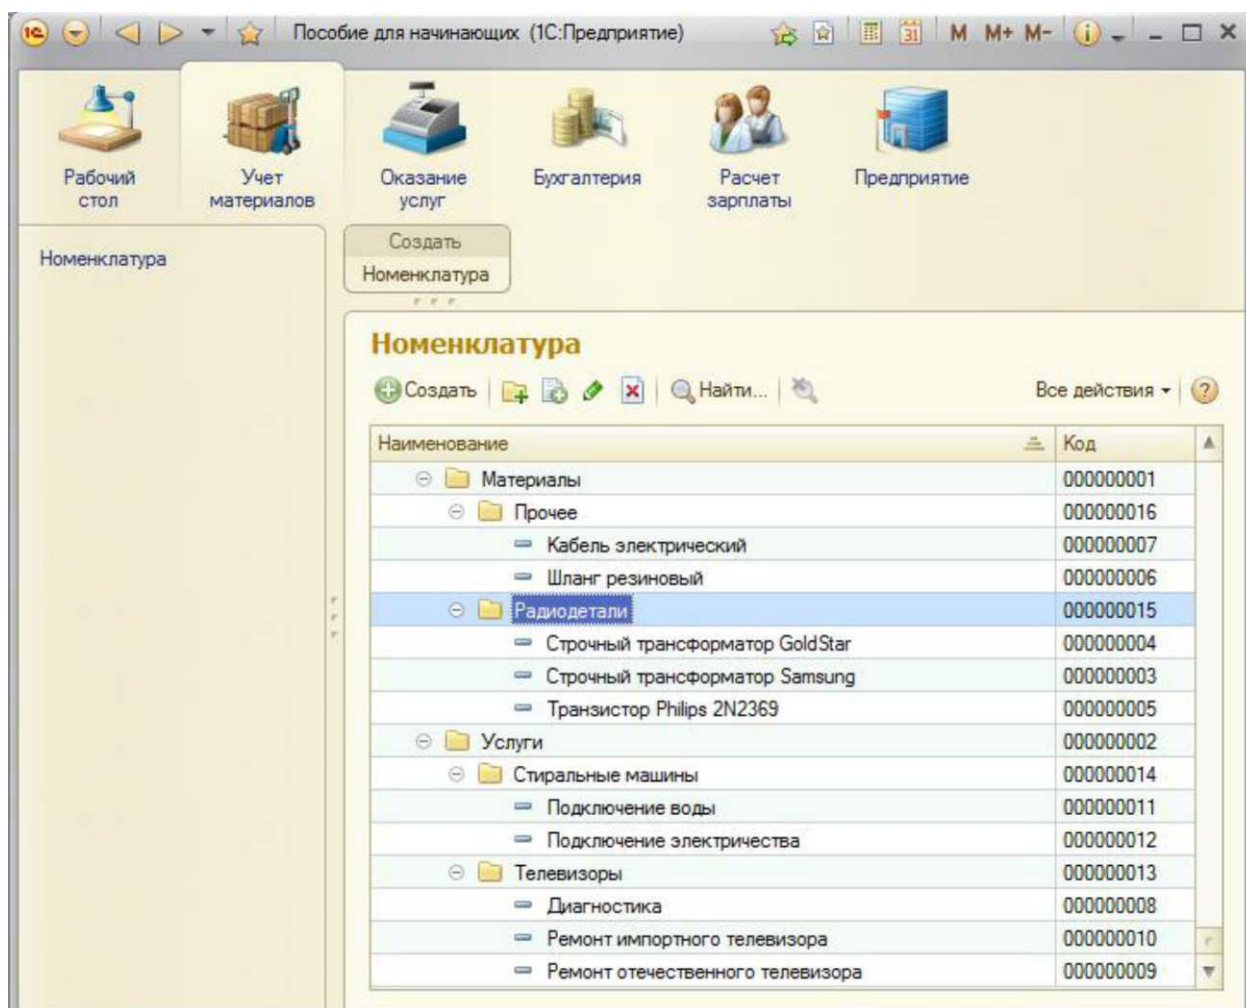 1С Пособие для начинающих (1С:Предприятие) 31 M M+ M-
Рабочий стол
Учет материалов
Оказание услуг
Бухгалтерия
Расчет зарплаты
Предприятие
Номенклатура
Создать
Номенклатура
Номенклатура
Создать Найти... Все действия ?
Наименование Код
Материалы 000000001
Прочее 000000016
Кабель электрический 000000007
Шланг резиновый 000000006
Радиодетали 000000015
Строчный трансформатор GoldStar 000000004
Строчный трансформатор Samsung 000000003
Транзистор Philips 2N2369 000000005
Услуги 000000002
Стиральные машины 000000014
Подключение воды 000000011
Подключение электричества 000000012
Телевизоры 000000013
Диагностика 000000008
Ремонт импортного телевизора 000000010
Ремонт отечественного телевизора 000000009